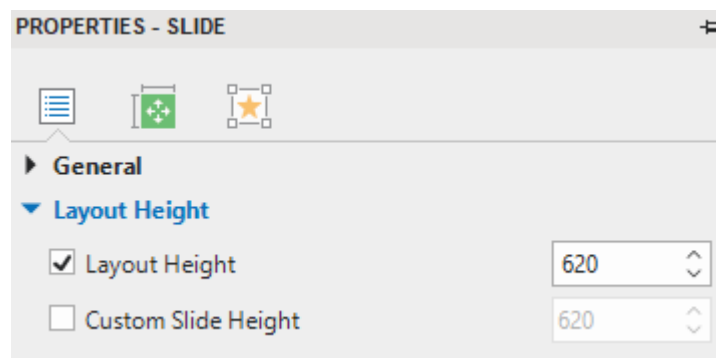 PROPERTIES - SLIDE
General
Layout Height
Layout Height 620
Custom Slide Height 620